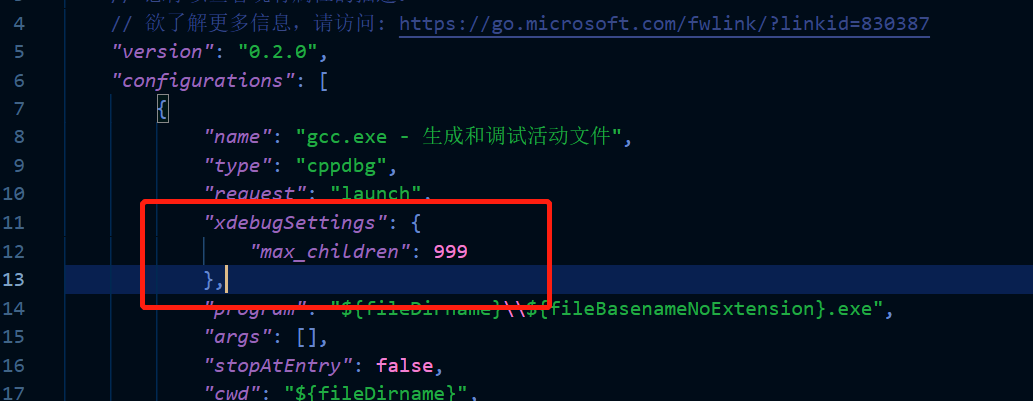 4 // 欲了解更多信息，请访问: https://go.microsoft.com/fwlink/?linkid=830387
5 "version": "0.2.0",
6 "configurations": [
7 {
8 "name": "gcc.exe - 生成和调试活动文件",
9 "type": "cppdbg",
10 "request": "launch",
11 "xdebugSettings": {
12 "max_children": 999
13 },
14 "program": "${fileDirname}\\${fileBasenameNoExtension}.exe",
15 "args": [],
16 "stopAtEntry": false,
17 "cwd": "${fileDirname}",